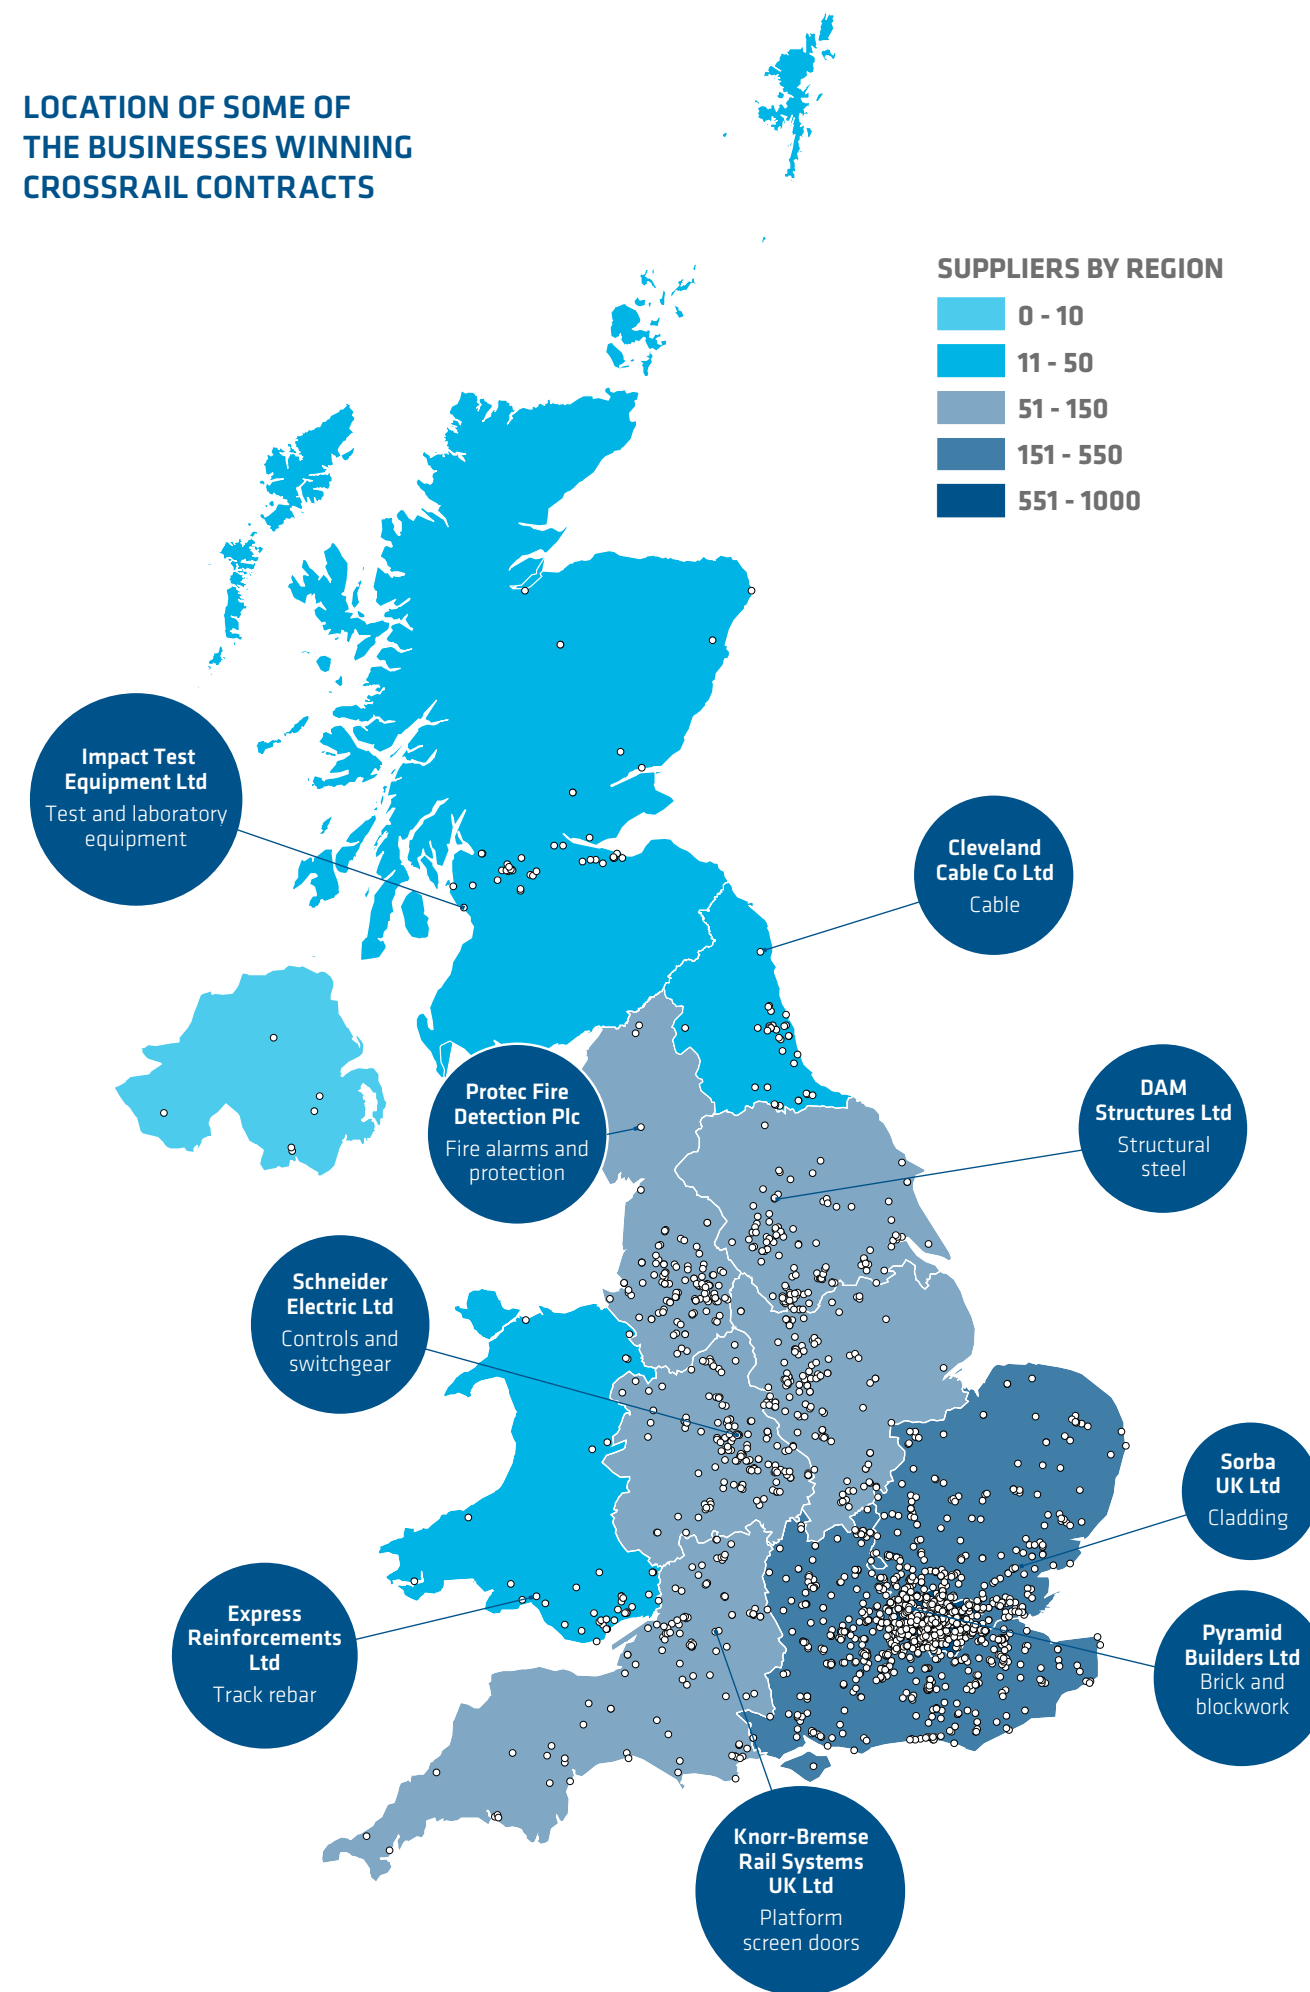 LOCATION OF SOME OF
THE BUSINESSES WINNING
CROSSRAIL CONTRACTS
SUPPLIERS BY REGION
0 - 10
11 - 50
51 - 150
151 - 550
551 - 1000
Impact Test
Equipment Ltd
Test and laboratory
equipment
Cleveland
Cable Co Ltd
Cable
Protec Fire
Detection Plc
Fire alarms and
protection
DAM
Structures Ltd
Structural
steel
Schneider
Electric Ltd
Controls and
switchgear
Sorba
UK Ltd
Cladding
Express
Reinforcements
Ltd
Track rebar
Pyramid
Builders Ltd
Brick and
blockwork
Knorr-Bremse
Rail Systems
UK Ltd
Platform
screen doors